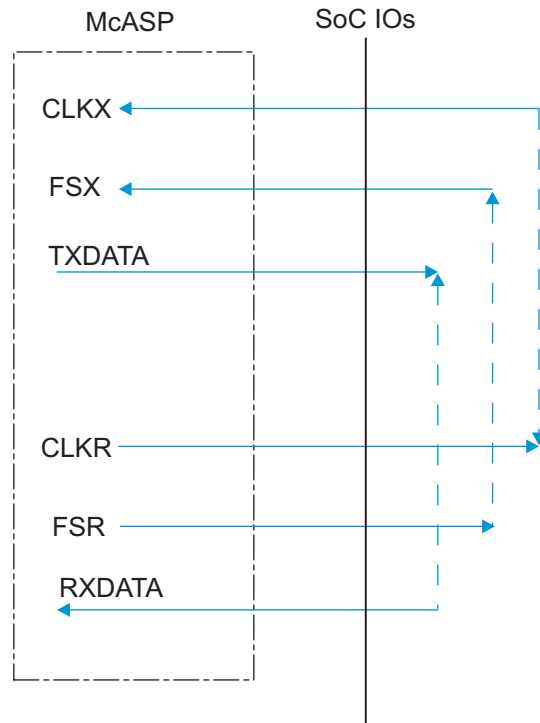 McASP
SoC IOs
CLKX
FSX
TXDATA
CLKR
FSR
RXDATA